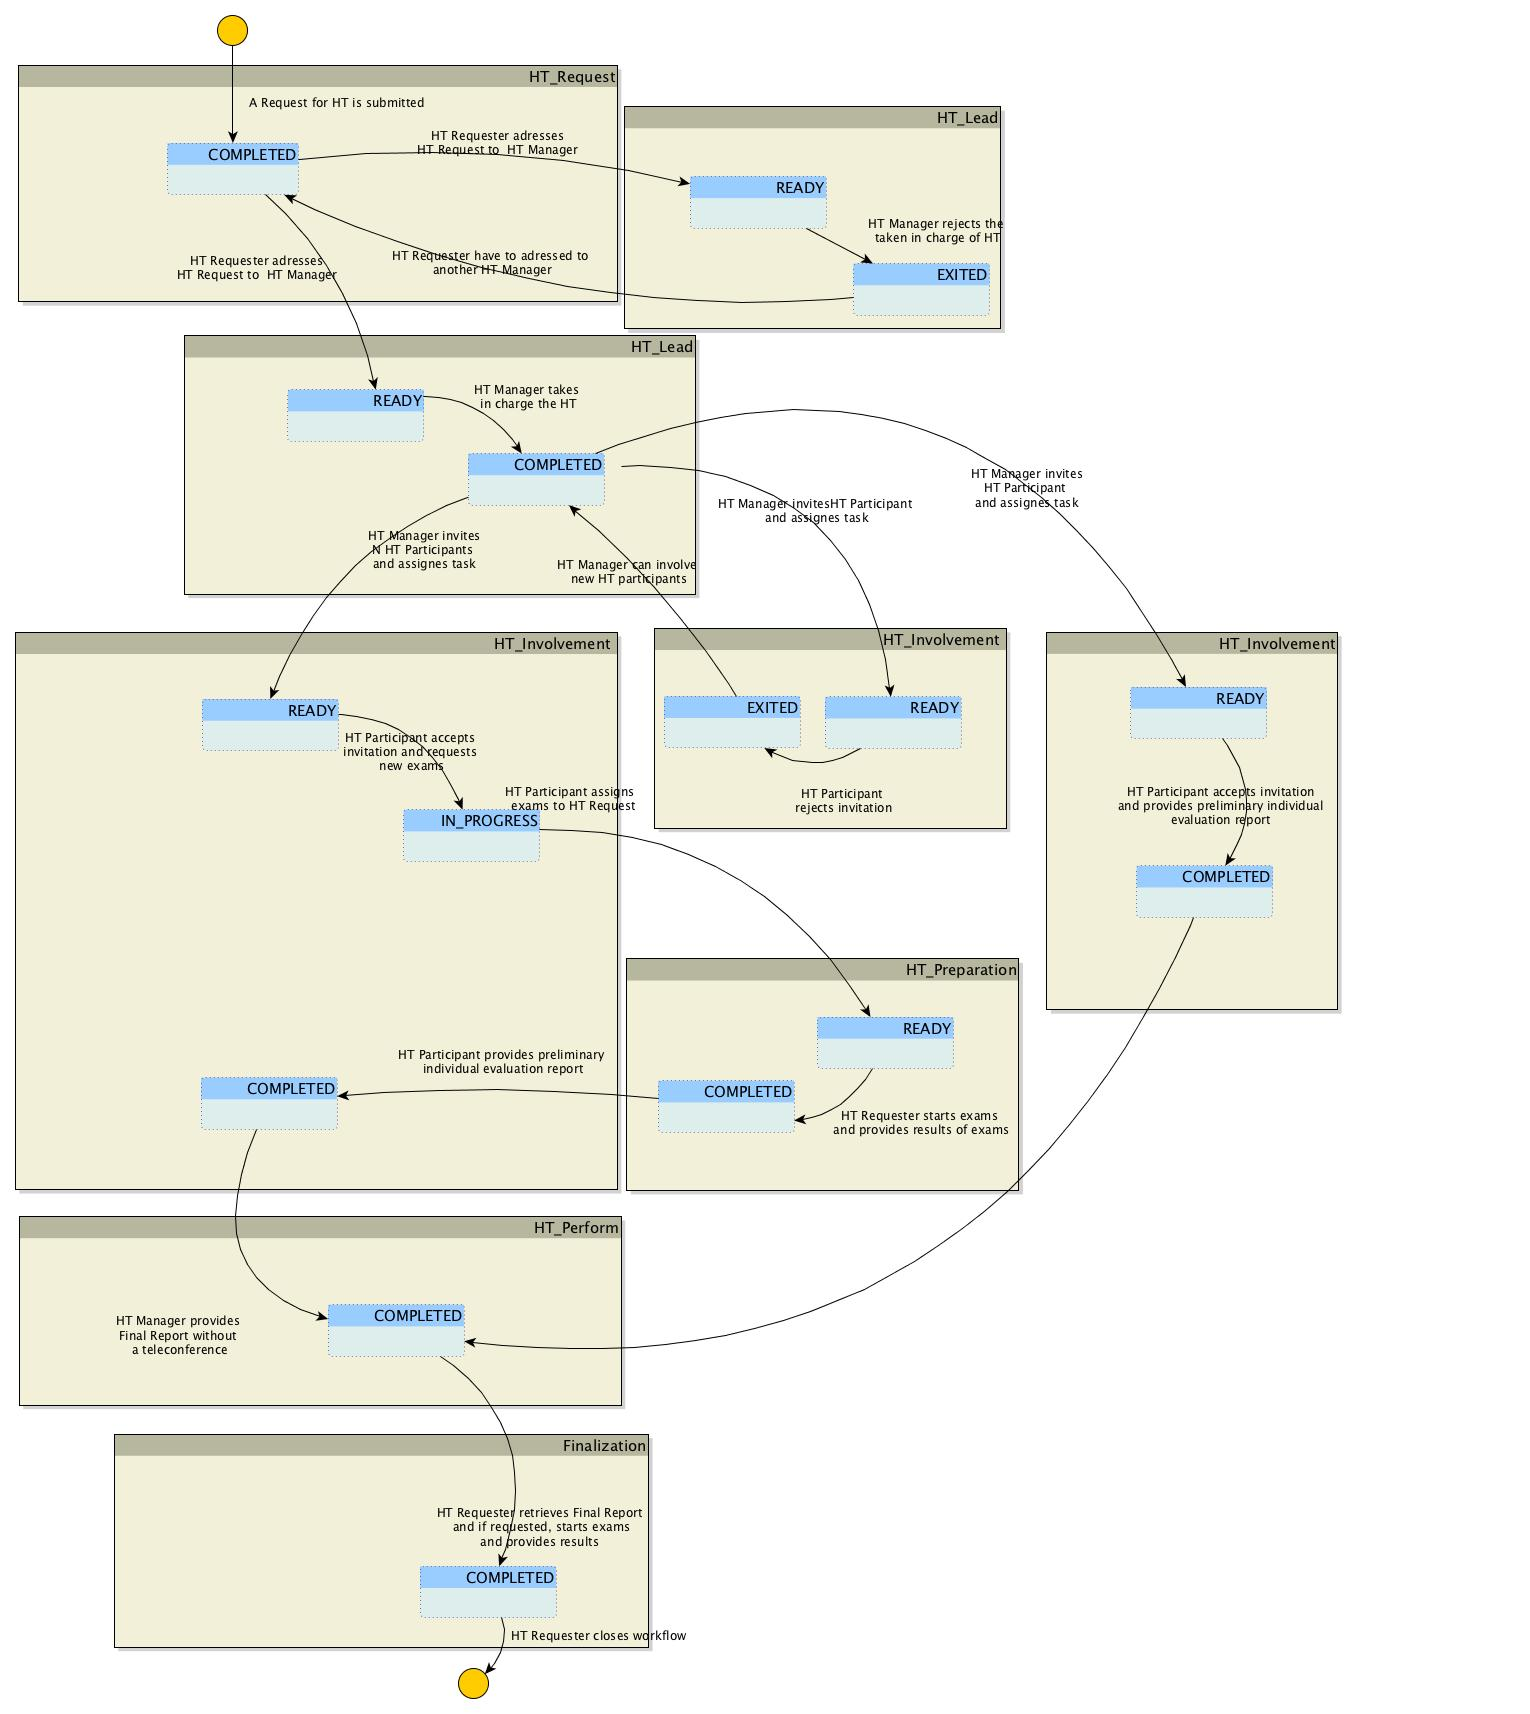 HT_Request
A Request for HT is submitted
HT_Lead
HT Requester adresses
HT Request to  HT Manager
COMPLETED
READY
HT Manager rejects the
taken in charge of HT
HT Requester adresses
HT Request to  HT Manager
HT Requester have to adressed to
another HT Manager
EXITED
HT_Lead
READY
HT Manager takes
in charge the HT
COMPLETED
HT Manager invites
HT Participant
and assignes task
HT Manager invitesHT Participant
and assignes task
HT Manager invites
N HT Participants
and assignes task
HT Manager can involve
new HT participants
HT_Involvement
HT_Involvement
HT_Involvement
READY
EXITED
READY
READY
HT Participant accepts
invitation and requests
new exams
HT Participant assigns
exams to HT Request
HT Participant
rejects invitation
HT Participant accepts invitation
and provides preliminary individual
evaluation report
IN_PROGRESS
COMPLETED
HT_Preparation
READY
HT Participant provides preliminary
individual evaluation report
COMPLETED
COMPLETED
HT Requester starts exams
and provides results of exams
HT_Perform
COMPLETED
HT Manager provides
Final Report without
a teleconference
Finalization
HT Requester retrieves Final Report
and if requested, starts exams
and provides results
COMPLETED
HT Requester closes workflow